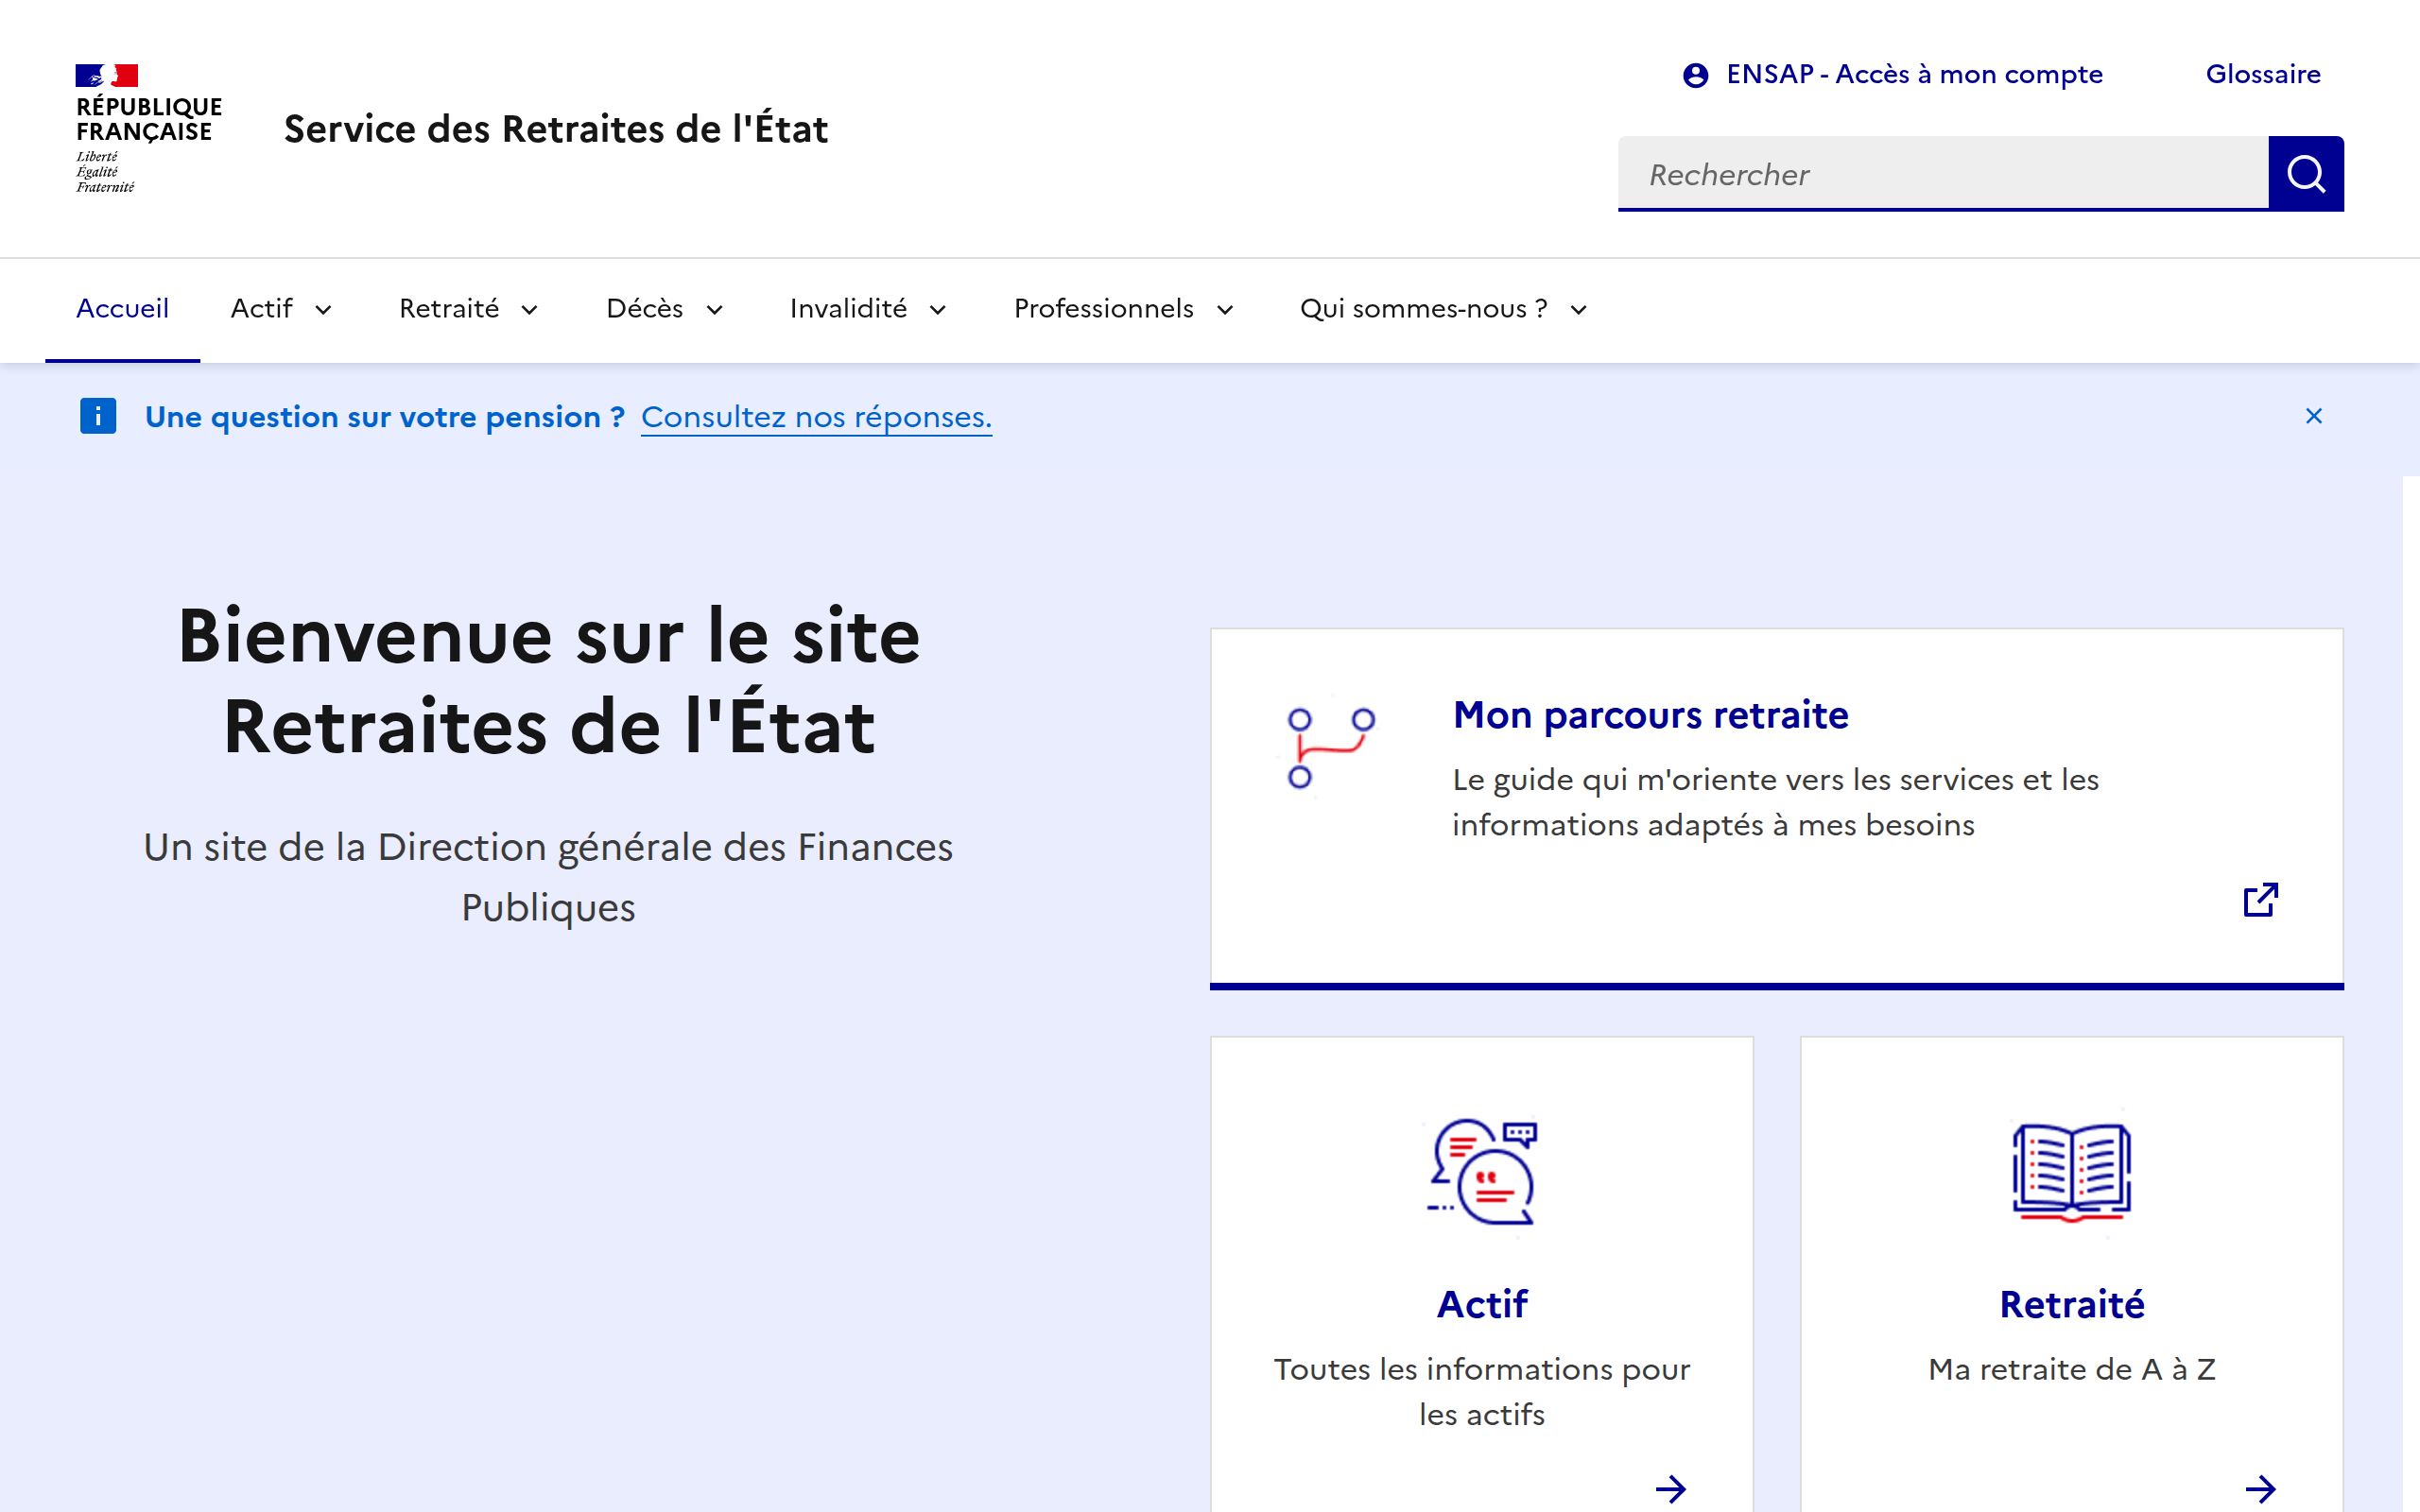 RÉPUBLIQUE
FRANÇAISE
Liberté
Égalité
Fraternité
Service des Retraites de l'État
ENSAP - Accès à mon compte
Glossaire
Rechercher
Accueil
Actif
Retraité
Décès
Invalidité
Professionnels
Qui sommes-nous ?
Une question sur votre pension ? Consultez nos réponses.
Bienvenue sur le site
Retraites de l'État
Un site de la Direction générale des Finances
Publiques
Mon parcours retraite
Le guide qui m'oriente vers les services et les
informations adaptés à mes besoins
Actif
Toutes les informations pour
les actifs
Retraité
Ma retraite de A à Z